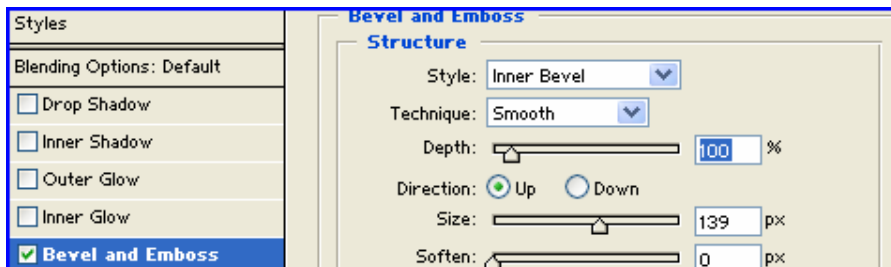 Styles
Blending Options: Default
Drop Shadow
Inner Shadow
Outer Glow
Inner Glow
Bevel and Emboss
Bevel and Emboss
Structure
Style: Inner Bevel
Technique: Smooth
Depth: 100 %
Direction: Up Down
Size: 139 px
Soften: 0 px